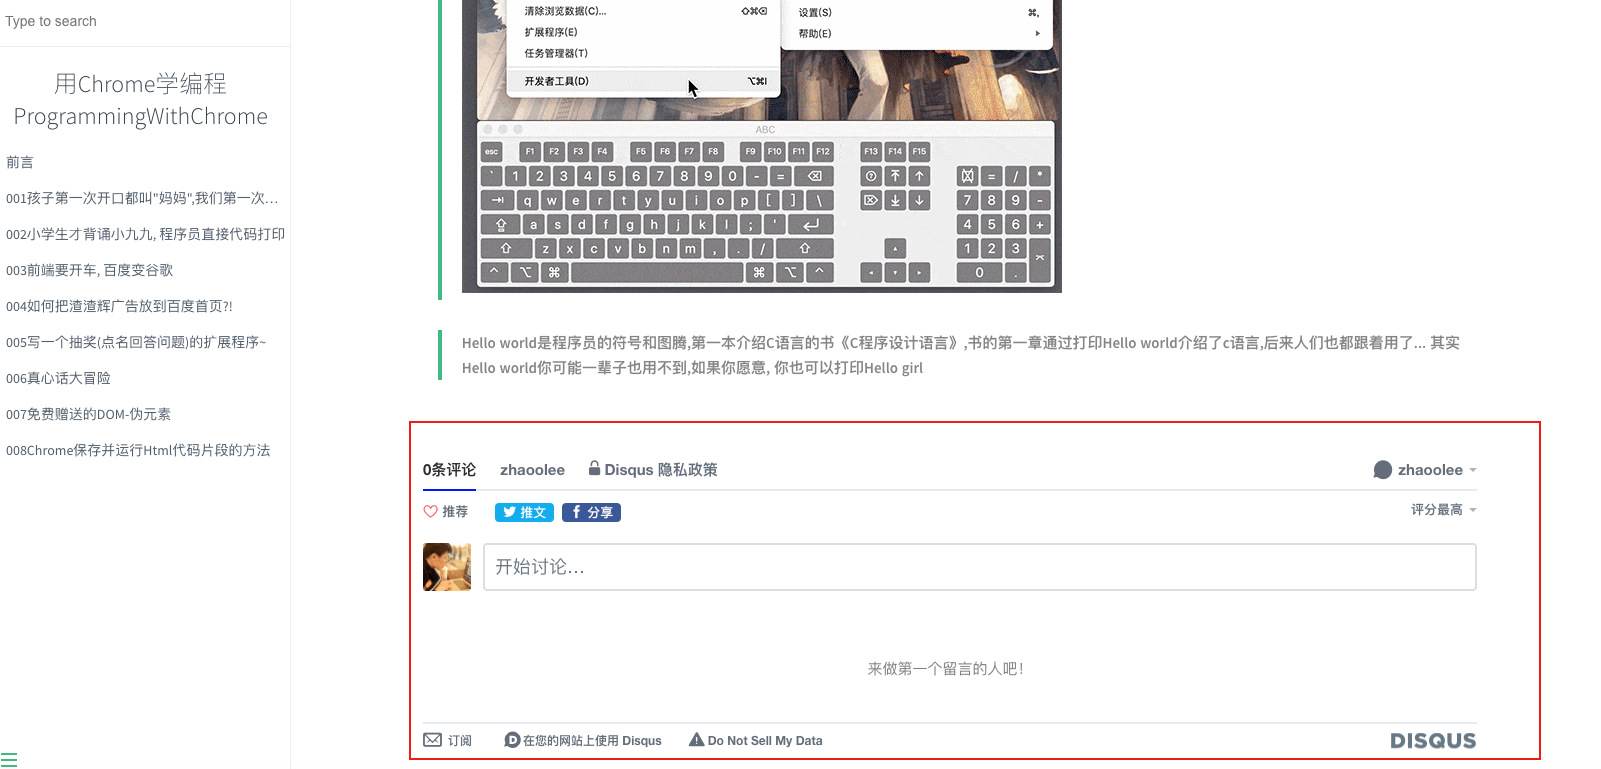 Type to search
用Chrome学编程
ProgrammingWithChrome
前言
001孩子第一次开口都叫"妈妈",我们第一次...
002小学生才背诵小九九, 程序员直接代码打印
003前端要开车, 百度变谷歌
004如何把渣渣辉广告放到百度首页?!
005写一个抽奖(点名回答问题)的扩展程序~
006真心话大冒险
007免费赠送的DOM-伪元素
008Chrome保存并运行Html代码片段的方法
清除浏览数据(C)... ⇧⌘⌫
扩展程序(E)
任务管理器(T)
开发者工具(D) ⌥⌘I
设置(S) ⌘,
帮助(E)
ABC
esc F1 F2 F3 F4 F5 F6 F7 F8 F9 F10 F11 F12 F13 F14 F15
` 1 2 3 4 5 6 7 8 9 0 - = ⌫ = / *
q w e r t y u i o p [ ] \ 7 8 9 -
a s d f g h j k l ; ' 4 5 6 +
z x c v b n m , . / 1 2 3
^ ⌥ ⌘ ⌘ ⌥ ^ 0 .
Hello world是程序员的符号和图腾,第一本介绍C语言的书《C程序设计语言》,书的第一章通过打印Hello world介绍了c语言,后来人们也都跟着用了... 其实
Hello world你可能一辈子也用不到,如果你愿意, 你也可以打印Hello girl
0条评论 zhaoolee Disqus 隐私政策 zhaoolee
推荐 推文 分享 评分最高
开始讨论...
来做第一个留言的人吧！
订阅 在您的网站上使用 Disqus Do Not Sell My Data DISQUS